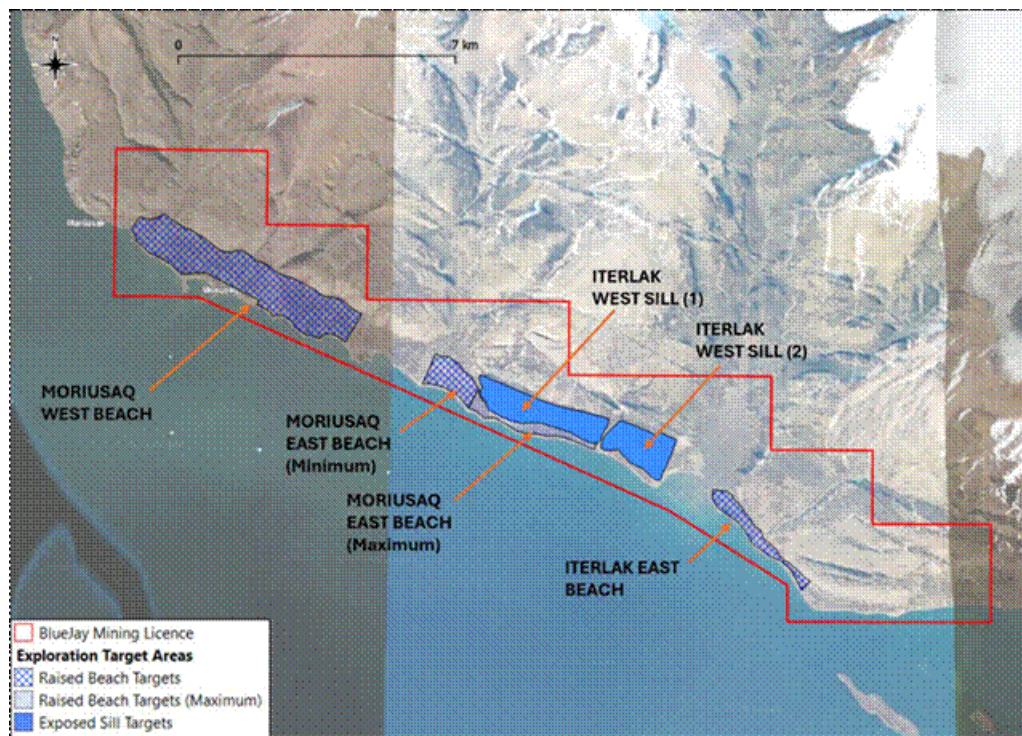 N
0
7 km
ITERLAK
WEST SILL (1)
ITERLAK
WEST SILL (2)
MORIUSAQ
WEST BEACH
MORIUSAQ
EAST BEACH
(Minimum)
MORIUSAQ
EAST BEACH
(Maximum)
ITERLAK EAST
BEACH
BlueJay Mining Licence
Exploration Target Areas
Raised Beach Targets
Raised Beach Targets (Maximum)
Exposed Sill Targets